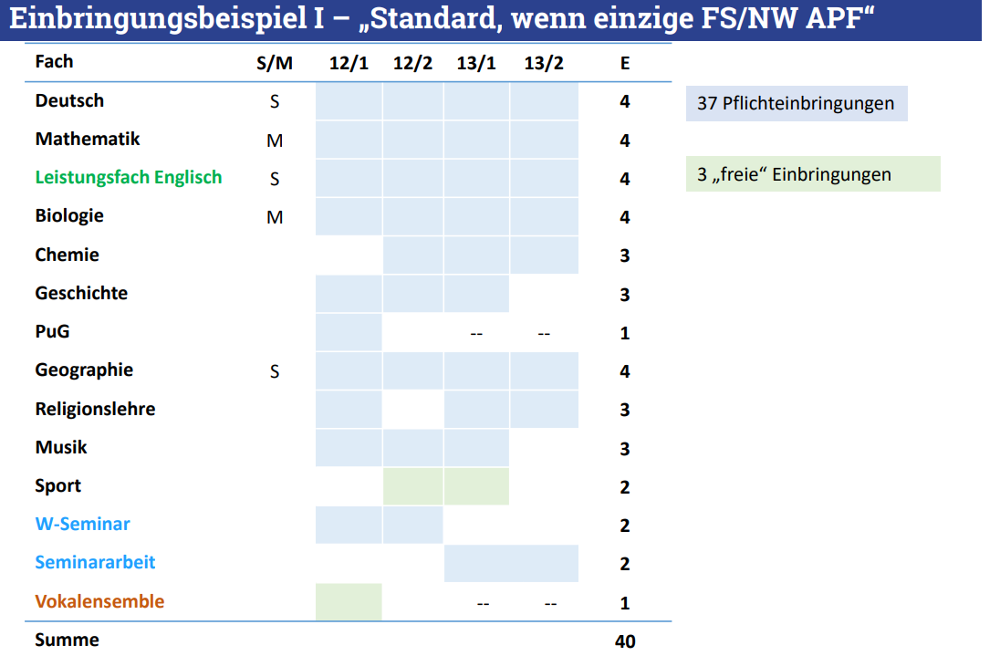 Einbringungsbeispiel I – „Standard, wenn einzige FS/NW APF“
Fach S/M 12/1 12/2 13/1 13/2 E
Deutsch S 4
37 Pflichteinbringungen
Mathematik M 4
Leistungsfach Englisch S 4
3 „freie“ Einbringungen
Biologie M 4
Chemie 3
Geschichte 3
PuG -- -- 1
Geographie S 4
Religionslehre 3
Musik 3
Sport 2
W-Seminar 2
Seminararbeit 2
Vokalensemble -- -- 1
Summe 40